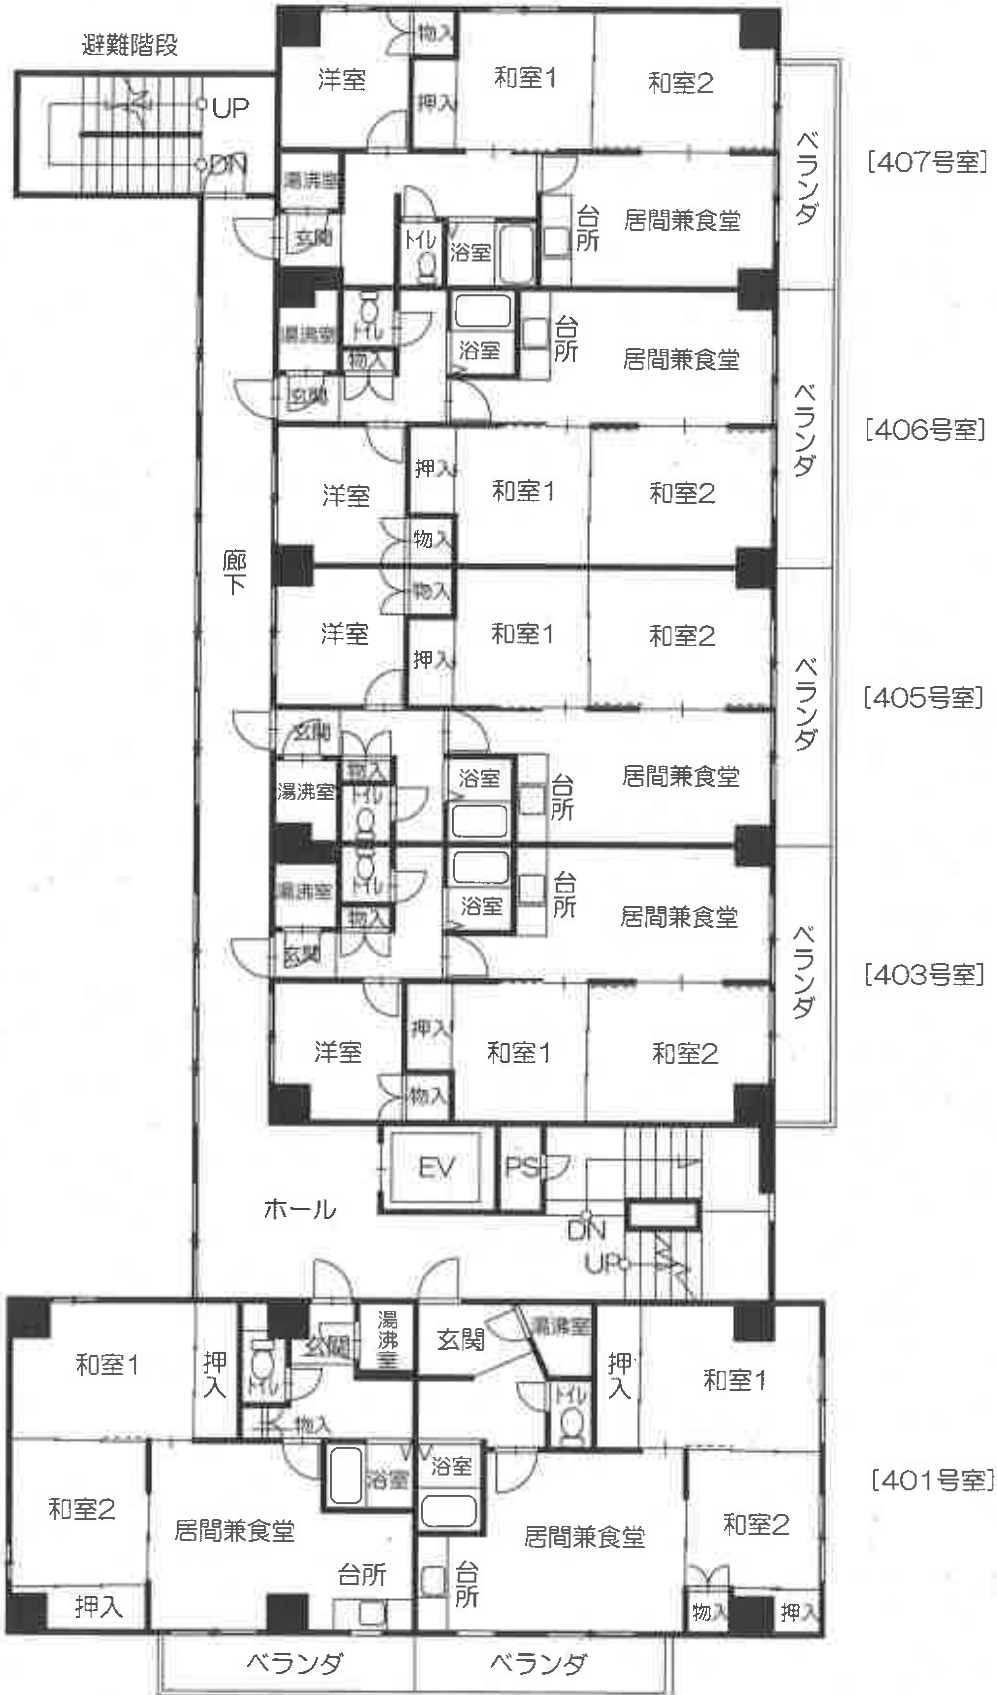 避難階段
UP
DN
廊下
洋室
物入
押入
和室1
和室2
ベランダ
[407号室]
湯沸室
玄関
トイレ
浴室
台所
居間兼食堂
湯沸室
トイレ
物入
玄関
浴室
台所
居間兼食堂
ベランダ
[406号室]
洋室
押入
物入
和室1
和室2
洋室
物入
押入
和室1
和室2
ベランダ
[405号室]
玄関
物入
湯沸室
トイレ
浴室
台所
居間兼食堂
湯沸室
トイレ
物入
玄関
浴室
台所
居間兼食堂
ベランダ
[403号室]
洋室
押入
物入
和室1
和室2
EV
PS
ホール
DN
UP
和室1
押入
トイレ
玄関
湯沸室
物入
浴室
和室2
居間兼食堂
台所
押入
ベランダ
玄関
湯沸室
トイレ
押入
和室1
浴室
居間兼食堂
台所
和室2
物入
押入
ベランダ
[401号室]